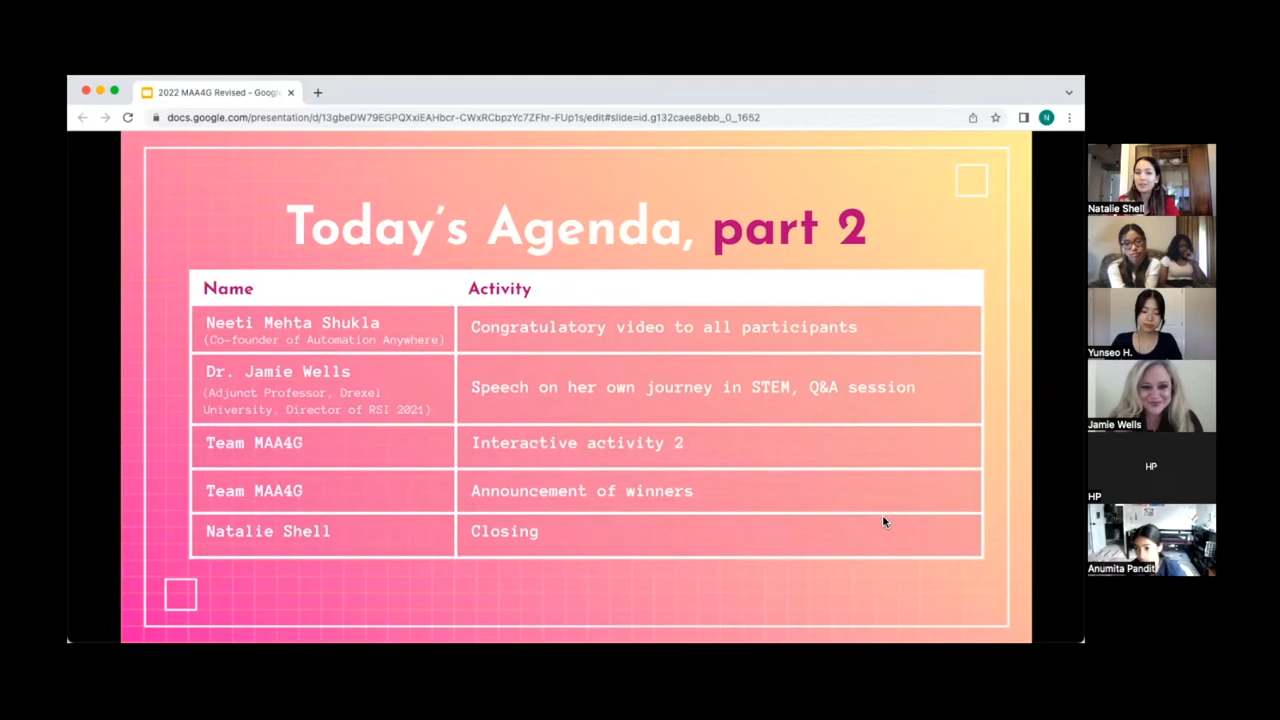 2022 MAA4G Revised - Goog
docs.google.com/presentation/d/13gbeDW79EGPQXxiEAHbcr-CWxRCbpzYc7ZFhr-FUp1s/edit#slide=id.g132caee8ebb_0_1652
N
Today's Agenda, part 2
Name Activity
Neeti Mehta Shukla
(Co-founder of Automation Anywhere)
Congratulatory video to all participants
Dr. Jamie Wells
(Adjunct Professor, Drexel
University. Director of RSI 2021)
Speech on her own journey in STEM, Q&A session
Team MAA4G Interactive activity 2
Team MAA4G Announcement of winners
Natalie Shell Closing
Natalie Shell
Yunseo H.
Jamie Wells
HP
HP
Anumita Pandit